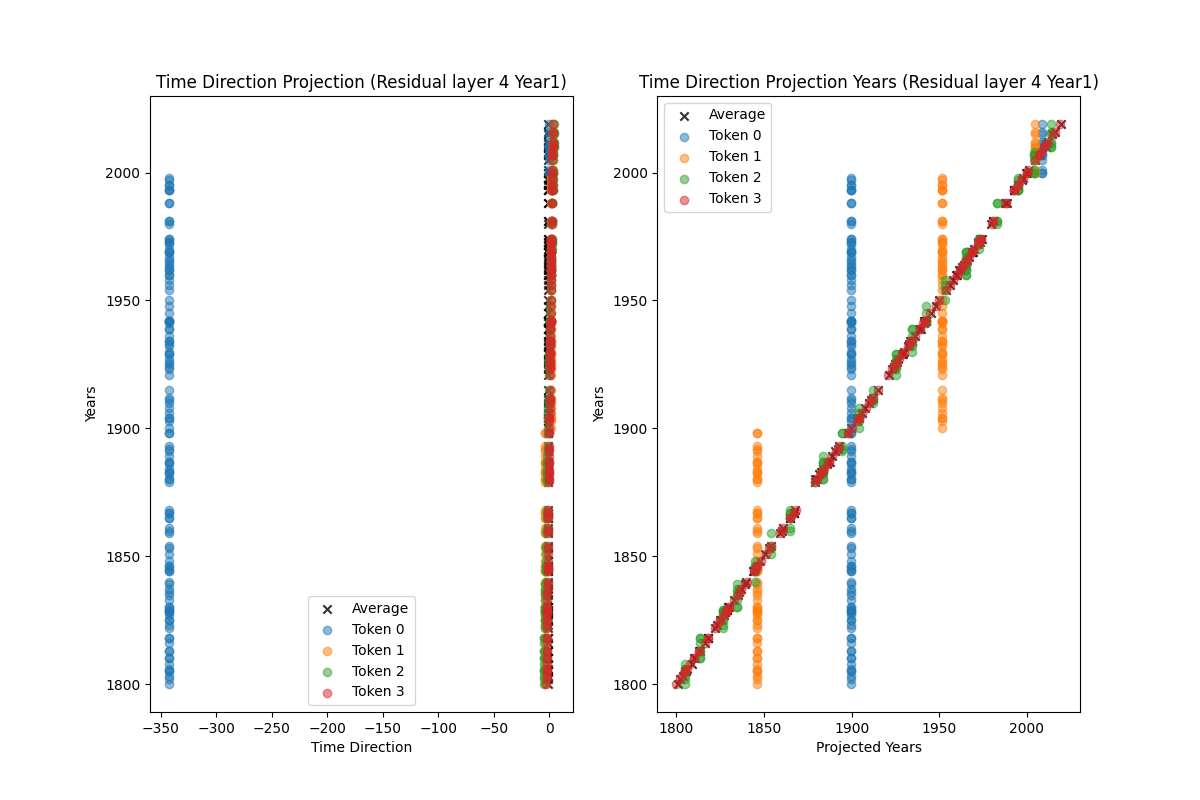 Time Direction Projection (Residual layer 4 Year1)
Years
2000
1950
1900
1850
1800
Average
Token 0
Token 1
Token 2
Token 3
−350
−300
−250
−200
−150
−100
−50
0
Time Direction
Time Direction Projection Years (Residual layer 4 Year1)
Average
Token 0
Token 1
Token 2
Token 3
Years
2000
1950
1900
1850
1800
1800
1850
1900
1950
2000
Projected Years